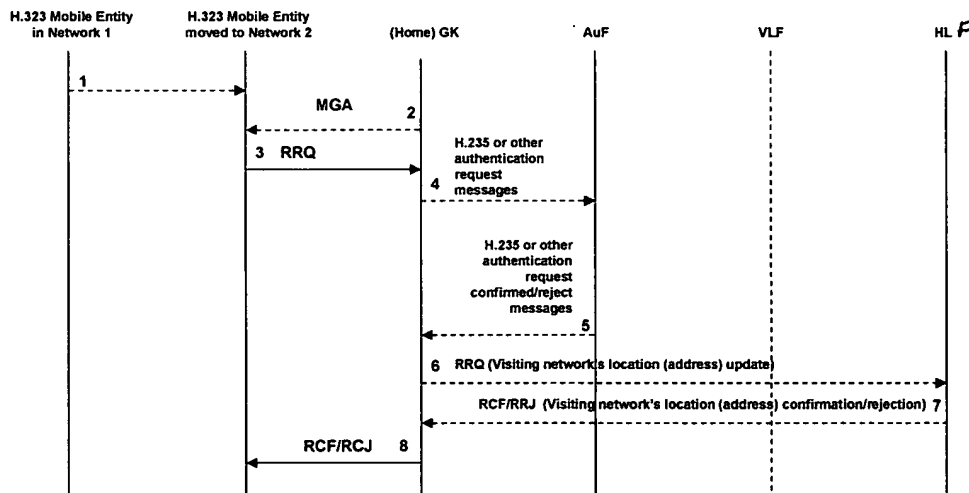 H.323 Mobile Entity
in Network 1
H.323 Mobile Entity
moved to Network 2
(Home) GK
AuF
VLF
HL F
1
MGA
2
3 RRQ
H.235 or other
authentication
request
messages
4
H.235 or other
authentication
request
confirmed/reject
messages
5
6 RRQ (Visiting network's location (address) update)
RCF/RRJ (Visiting network's location (address) confirmation/rejection) 7
RCF/RCJ 8